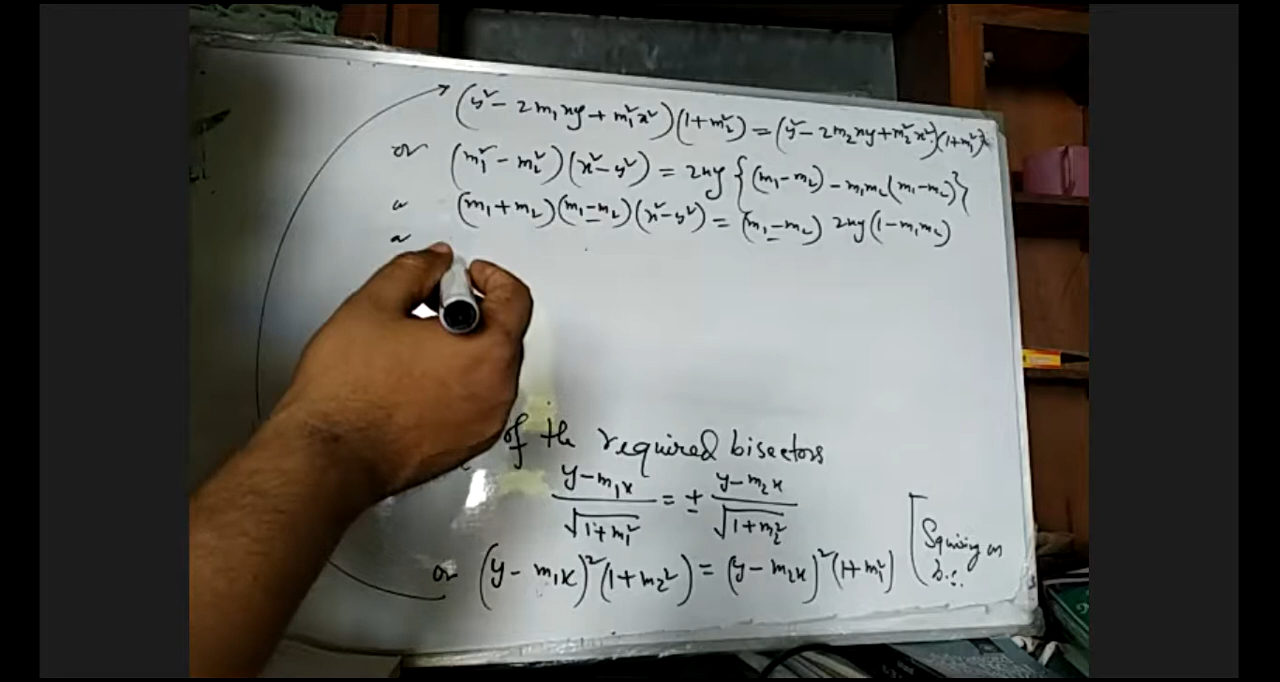 (y² - 2m₁xy + m₁²x²)(1+m₂²) = (y² - 2m₂xy + m₂²x²)(1+m₁²)
or (m₁² - m₂²)(x² - y²) = 2xy {(m₁-m₂) - m₁m₂(m₁-m₂)}
or (m₁+m₂)(m₁-m₂)(x²-y²) = (m₁-m₂) 2xy(1-m₁m₂)
or
of the required bisectors
(y-m₁x)/√(1+m₁²) = ± (y-m₂x)/√(1+m₂²)
or (y - m₁x)²(1+m₂²) = (y - m₂x)²(1+m₁²) [Squaring on
b.s.